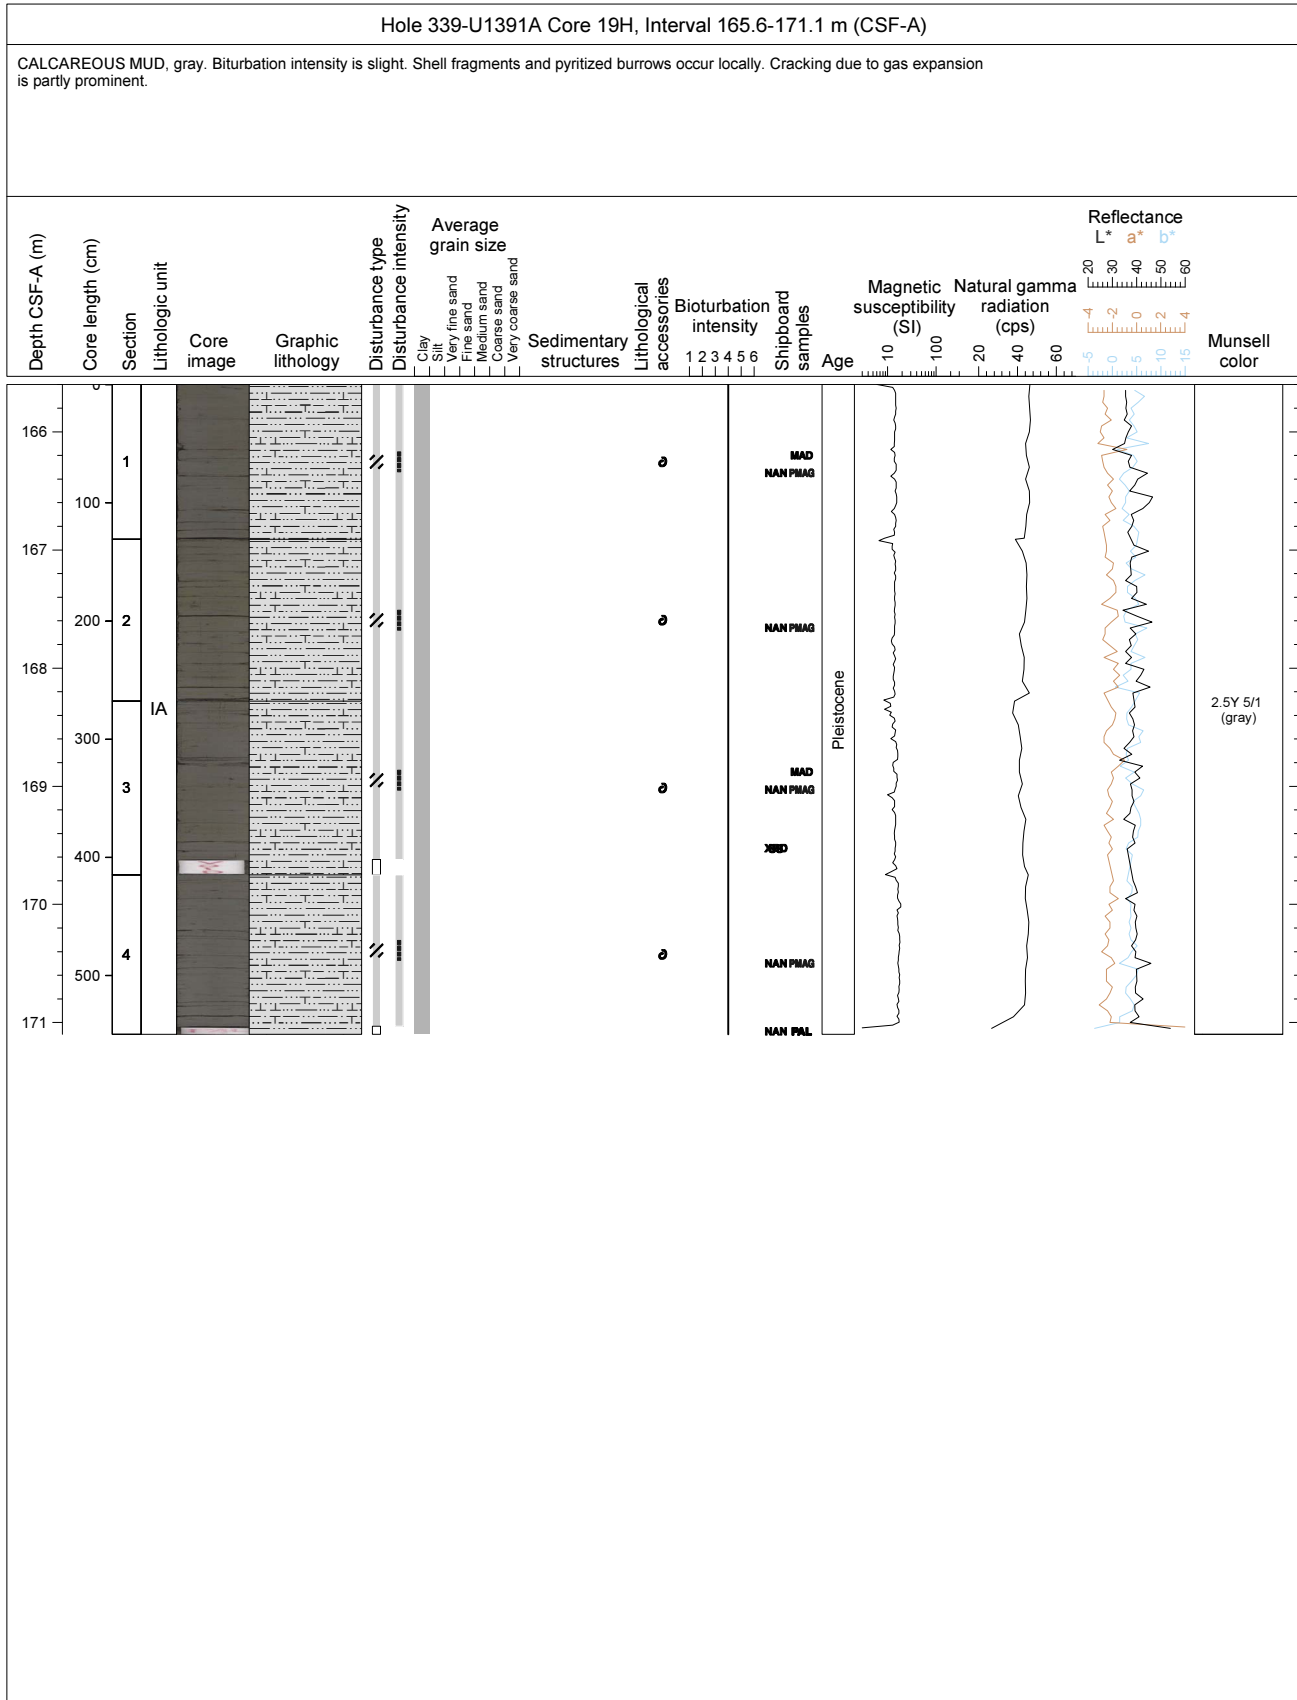 Hole 339-U1391A Core 19H, Interval 165.6-171.1 m (CSF-A)
CALCAREOUS MUD, gray. Biturbation intensity is slight. Shell fragments and pyritized burrows occur locally. Cracking due to gas expansion
is partly prominent.
Depth CSF-A (m)
Core length (cm)
Section
Lithologic unit
Core
image
Graphic
lithology
Disturbance type
Disturbance intensity
Average
grain size
Clay
Silt
Very fine sand
Fine sand
Medium sand
Coarse sand
Very coarse sand
Sedimentary
structures
Lithological
accessories
Bioturbation
intensity
1 2 3 4 5 6
Shipboard
samples
Age
Magnetic
susceptibility
(SI)
10 100
Natural gamma
radiation
(cps)
20 40 60
Reflectance
L* a* b*
20 30 40 50 60
-4 -2 0 2 4
-5 0 5 10 15
Munsell
color
0
166
1
MAD
NAN PMAG
100
167
2
200
NAN PMAG
168
IA
Pleistocene
2.5Y 5/1
(gray)
300
MAD
169
3
NAN PMAG
400
170
4
NAN PMAG
500
171
NAN PAL